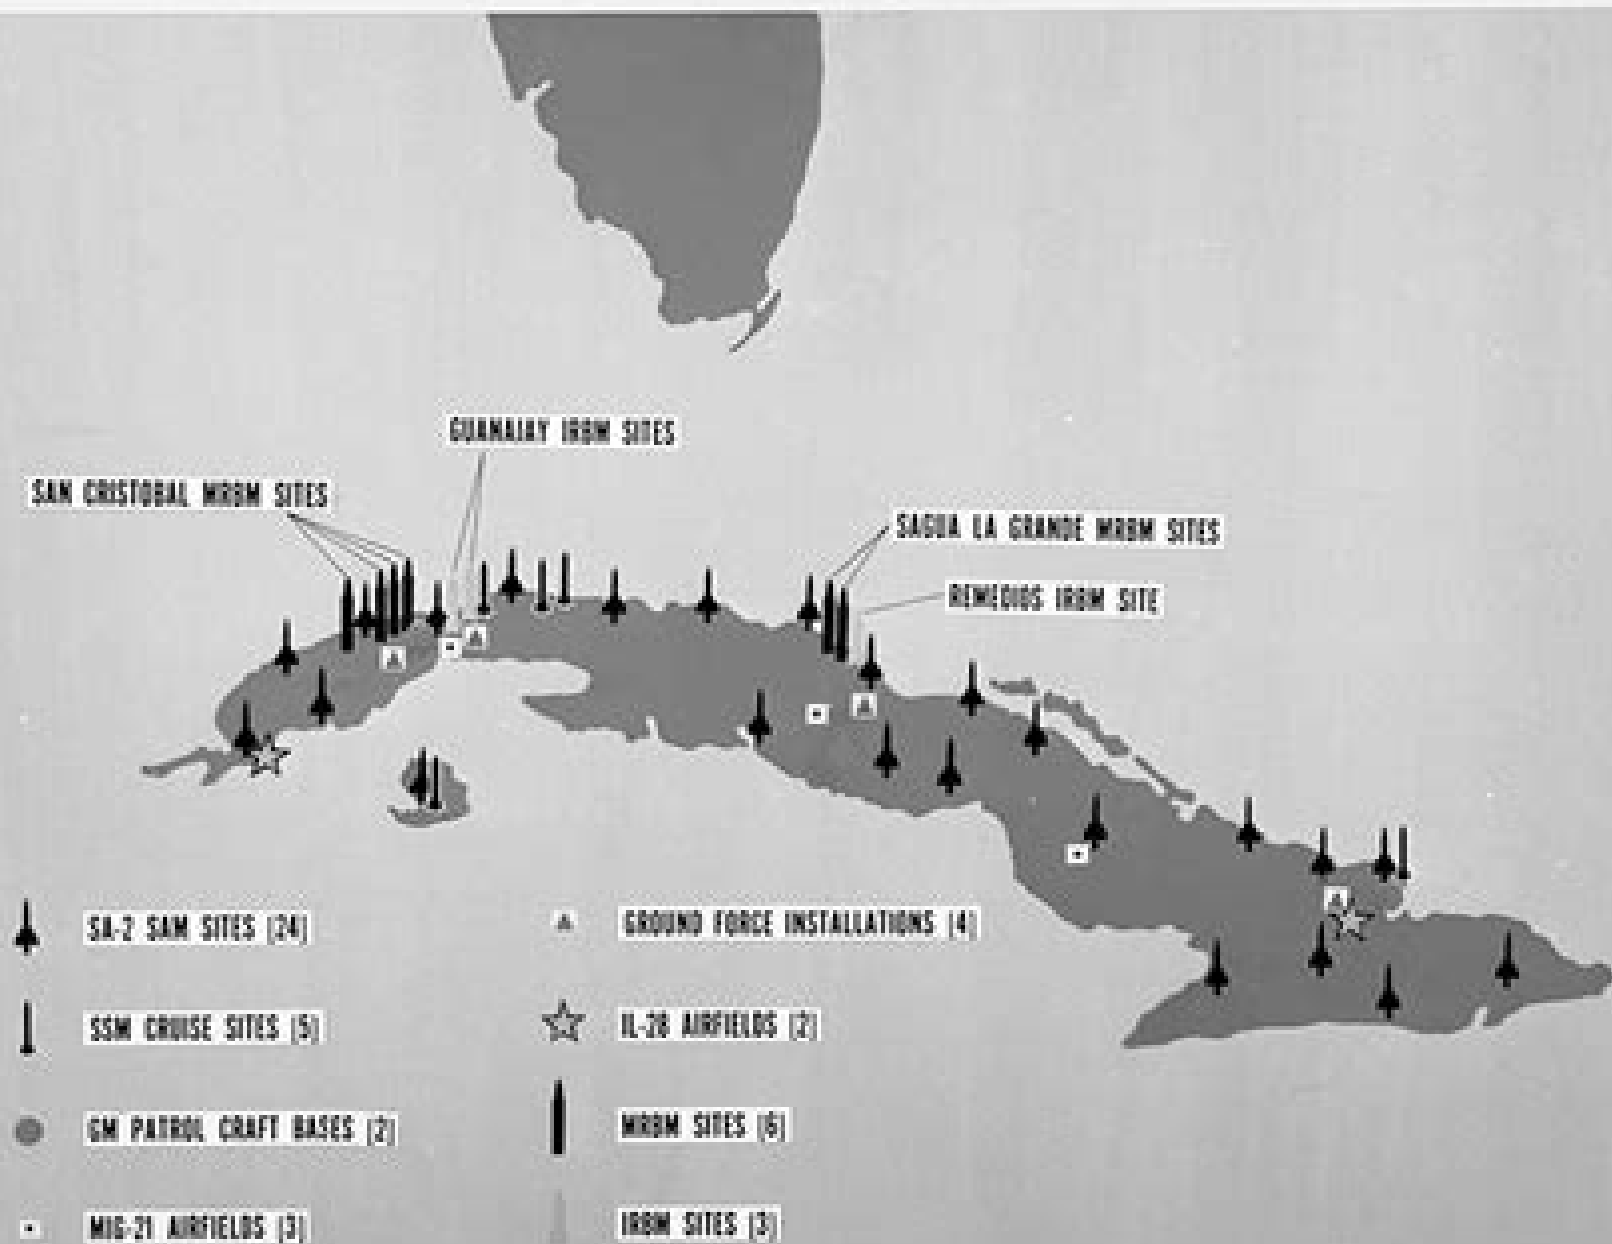 GUANAJAY IRBM SITES
SAN CRISTOBAL MRBM SITES
SAGUA LA GRANDE MRBM SITES
REMEDIOS IRBM SITE
SA-2 SAM SITES (24)
GROUND FORCE INSTALLATIONS (4)
SSM CRUISE SITES (5)
IL-28 AIRFIELDS (2)
GM PATROL CRAFT BASES (2)
MRBM SITES (6)
MIG-21 AIRFIELDS (3)
IRBM SITES (3)